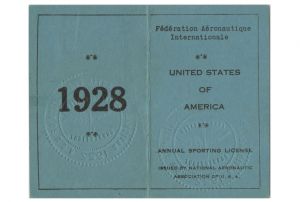 1928
Fédération Aéronautique
Internationale
UNITED STATES
OF
AMERICA
ANNUAL SPORTING LICENSE
ISSUED BY NATIONAL AERONAUTIC
ASSOCIATION OF U. S. A.